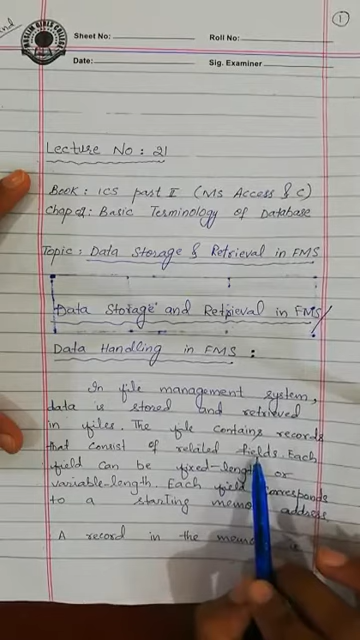 1
Sheet No:
Roll No:
Date:
Sig. Examiner
Lecture No: 21
Book: ICS part II (MS Access & C)
Chap 02: Basic Terminology of Database
Topic: Data Storage & Retrieval in FMS
Data Storage and Retrieval in FMS
Data Handling in FMS :
In file management system,
data is stored and retrieved
in files. The file contains records
that consist of related fields. Each
field can be fixed-length or
variable-length. Each field corresponds
to a starting memory address.
A record in the memory is